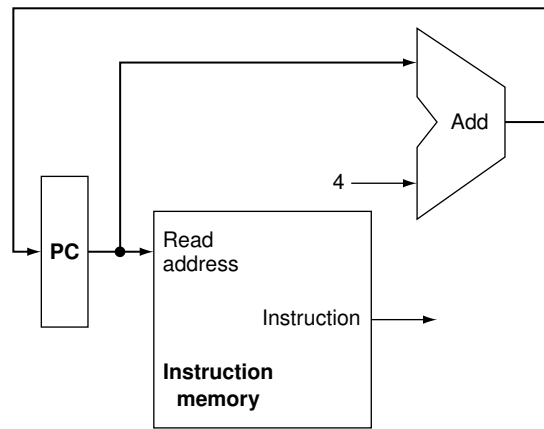 Add
4
PC
Read
address
Instruction
Instruction
memory